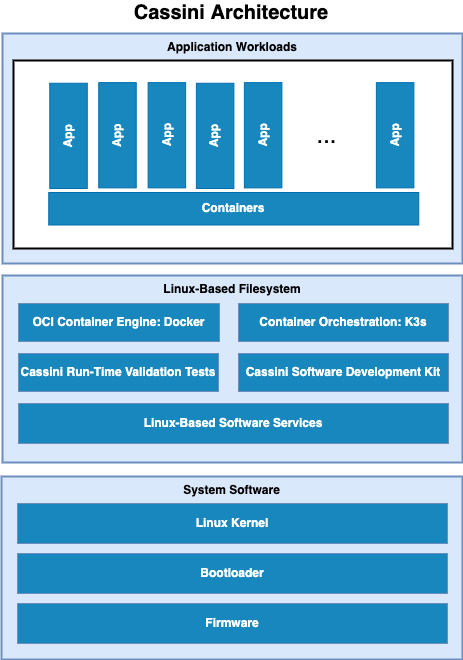 Cassini Architecture
Application Workloads
App App App App App ... App
Containers
Linux-Based Filesystem
OCI Container Engine: Docker
Container Orchestration: K3s
Cassini Run-Time Validation Tests
Cassini Software Development Kit
Linux-Based Software Services
System Software
Linux Kernel
Bootloader
Firmware